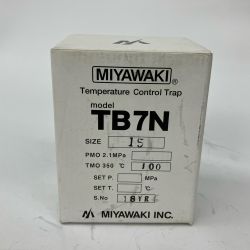 MIYAWAKI®
Temperature Control Trap
model
TB7N
SIZE 15
PMO 2.1MPa
TMO 350 ℃ 100
SET P. MPa
SET T. ℃
S.No 18YR
MIYAWAKI INC.